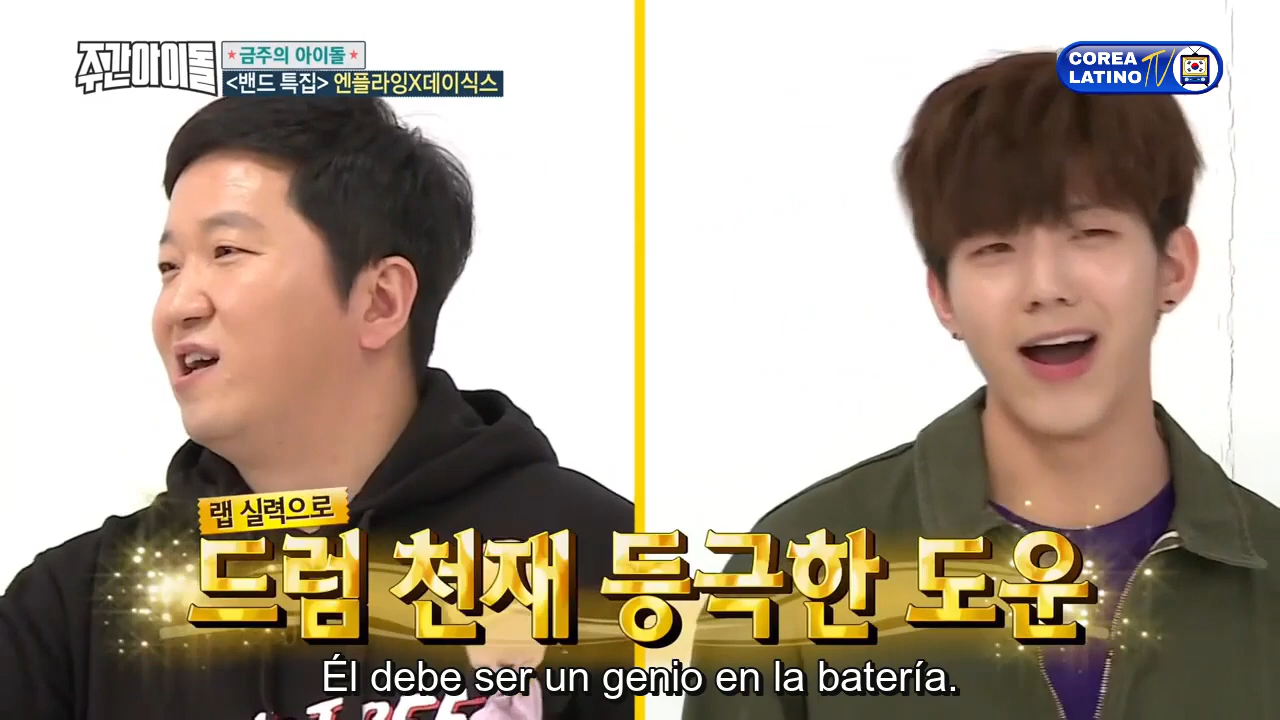 주간아이돌
★금주의 아이돌★
<밴드 특집> 엔플라잉X데이식스
COREA
LATINO TV
랩 실력으로
드럼 천재 등극한 도운
Él debe ser un genio en la batería.